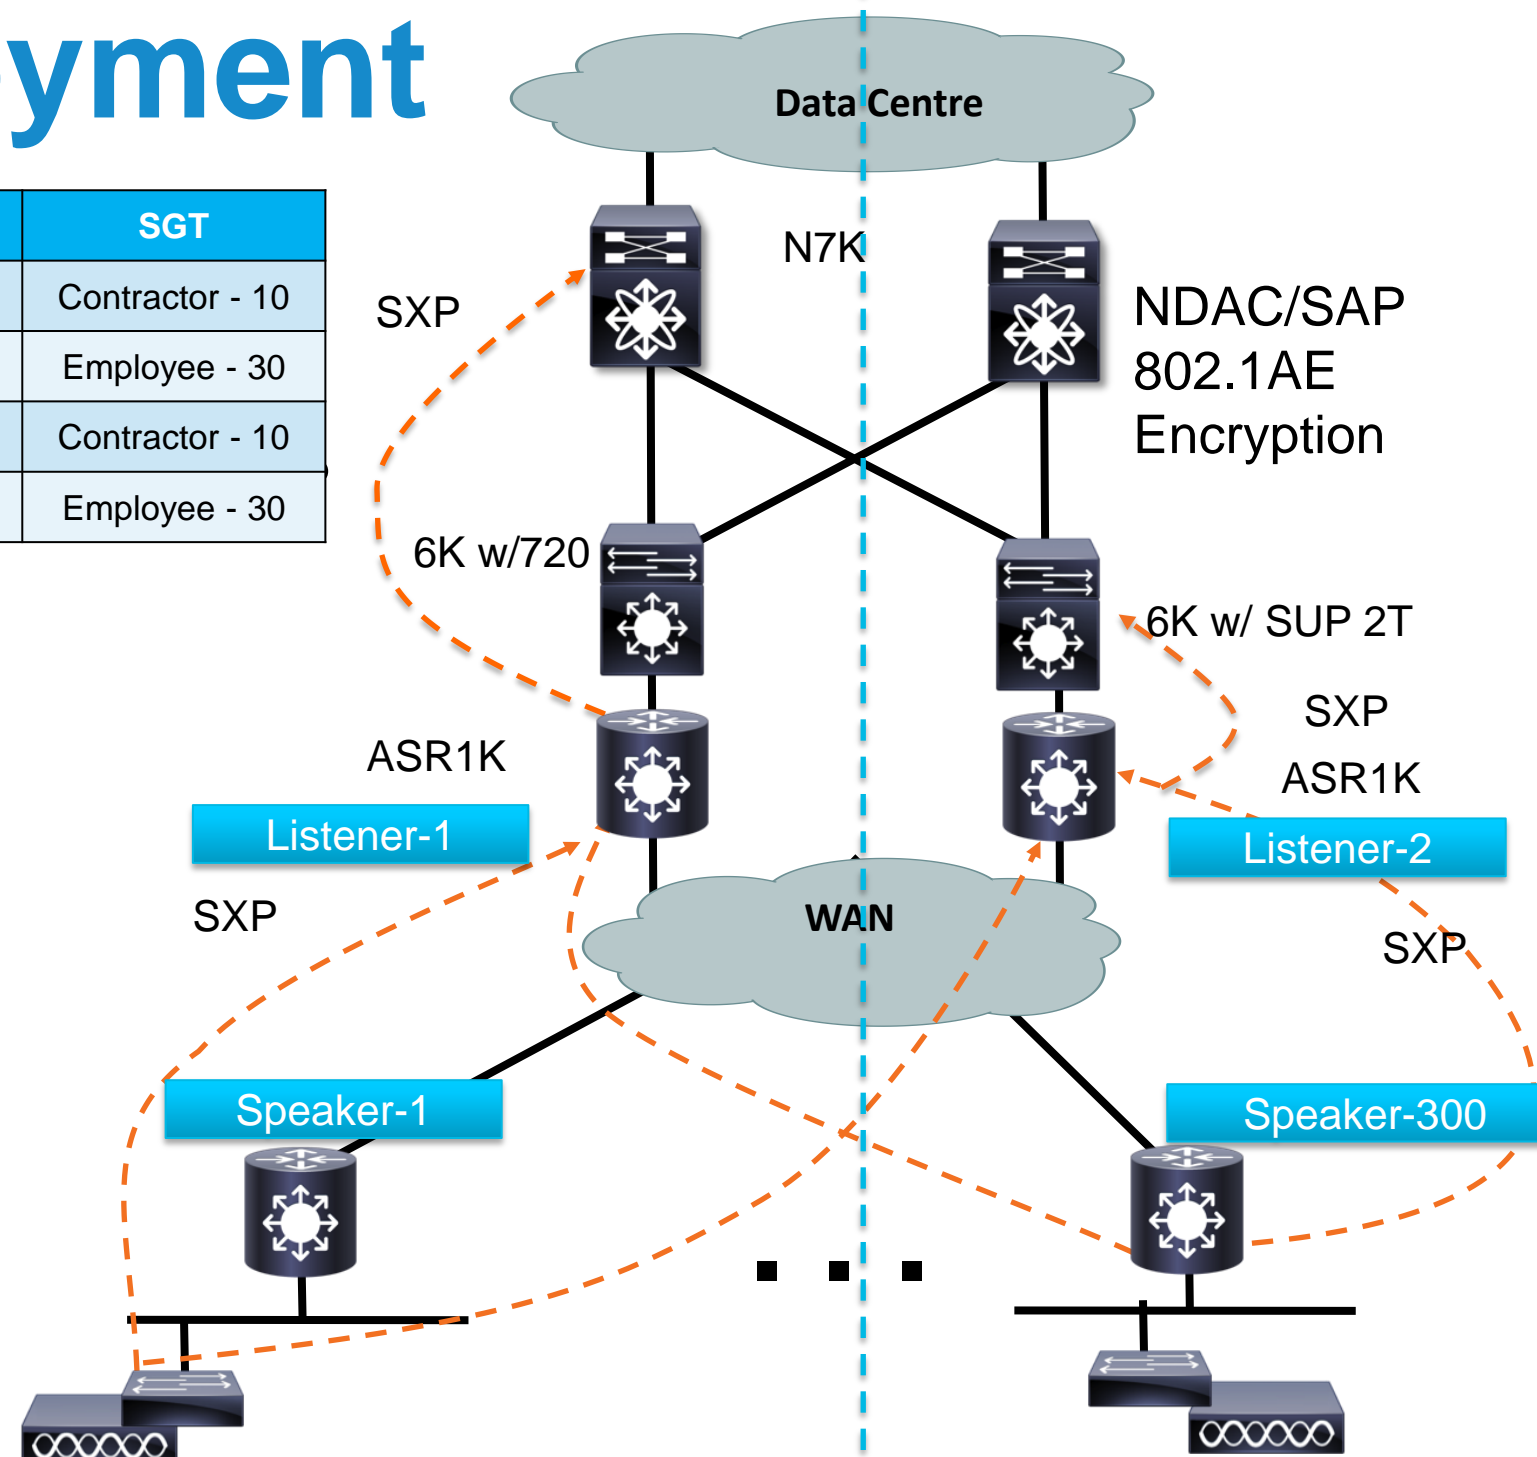 yment
Data Centre
SGT
Contractor - 10
Employee - 30
Contractor - 10
Employee - 30
N7K
SXP
NDAC/SAP
802.1AE
Encryption
6K w/720
6K w/ SUP 2T
SXP
ASR1K
ASR1K
Listener-1
Listener-2
SXP
WAN
SXP
Speaker-1
Speaker-300
. . .